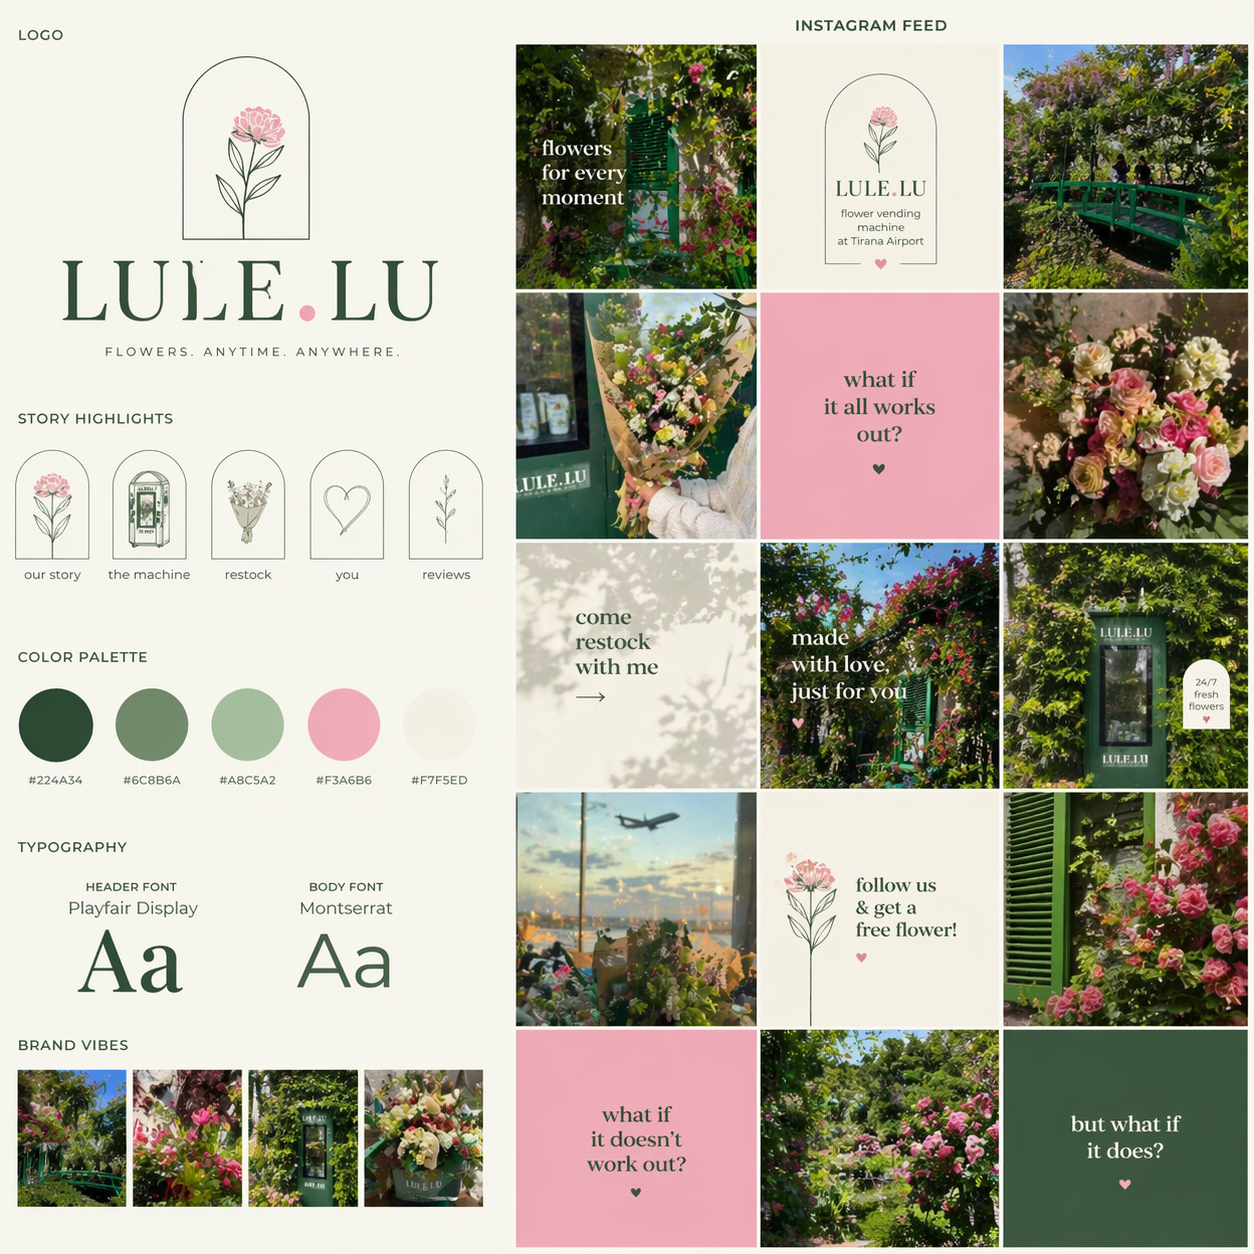 LOGO
LULE.LU
FLOWERS. ANYTIME. ANYWHERE.
STORY HIGHLIGHTS
our story
the machine
restock
you
reviews
COLOR PALETTE
#224A34
#6C8B6A
#A8C5A2
#F3A6B6
#F7F5ED
TYPOGRAPHY
HEADER FONT
Playfair Display
Aa
BODY FONT
Montserrat
Aa
BRAND VIBES
LULE.LU
INSTAGRAM FEED
flowers
for every
moment
LULE.LU
flower vending
machine
at Tirana Airport
LULE.LU
what if
it all works
out?
come
restock
with me
made
with love,
just for you
LULE.LU
24/7
fresh
flowers
LULE.LU
follow us
& get a
free flower!
what if
it doesn't
work out?
but what if
it does?